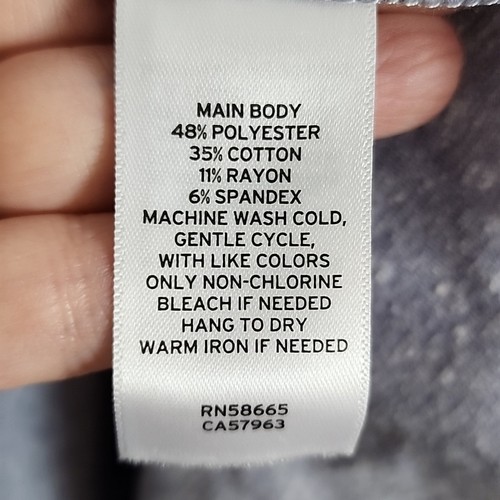 MAIN BODY
48% POLYESTER
35% COTTON
11% RAYON
6% SPANDEX
MACHINE WASH COLD,
GENTLE CYCLE,
WITH LIKE COLORS
ONLY NON-CHLORINE
BLEACH IF NEEDED
HANG TO DRY
WARM IRON IF NEEDED
RN58665
CA57963